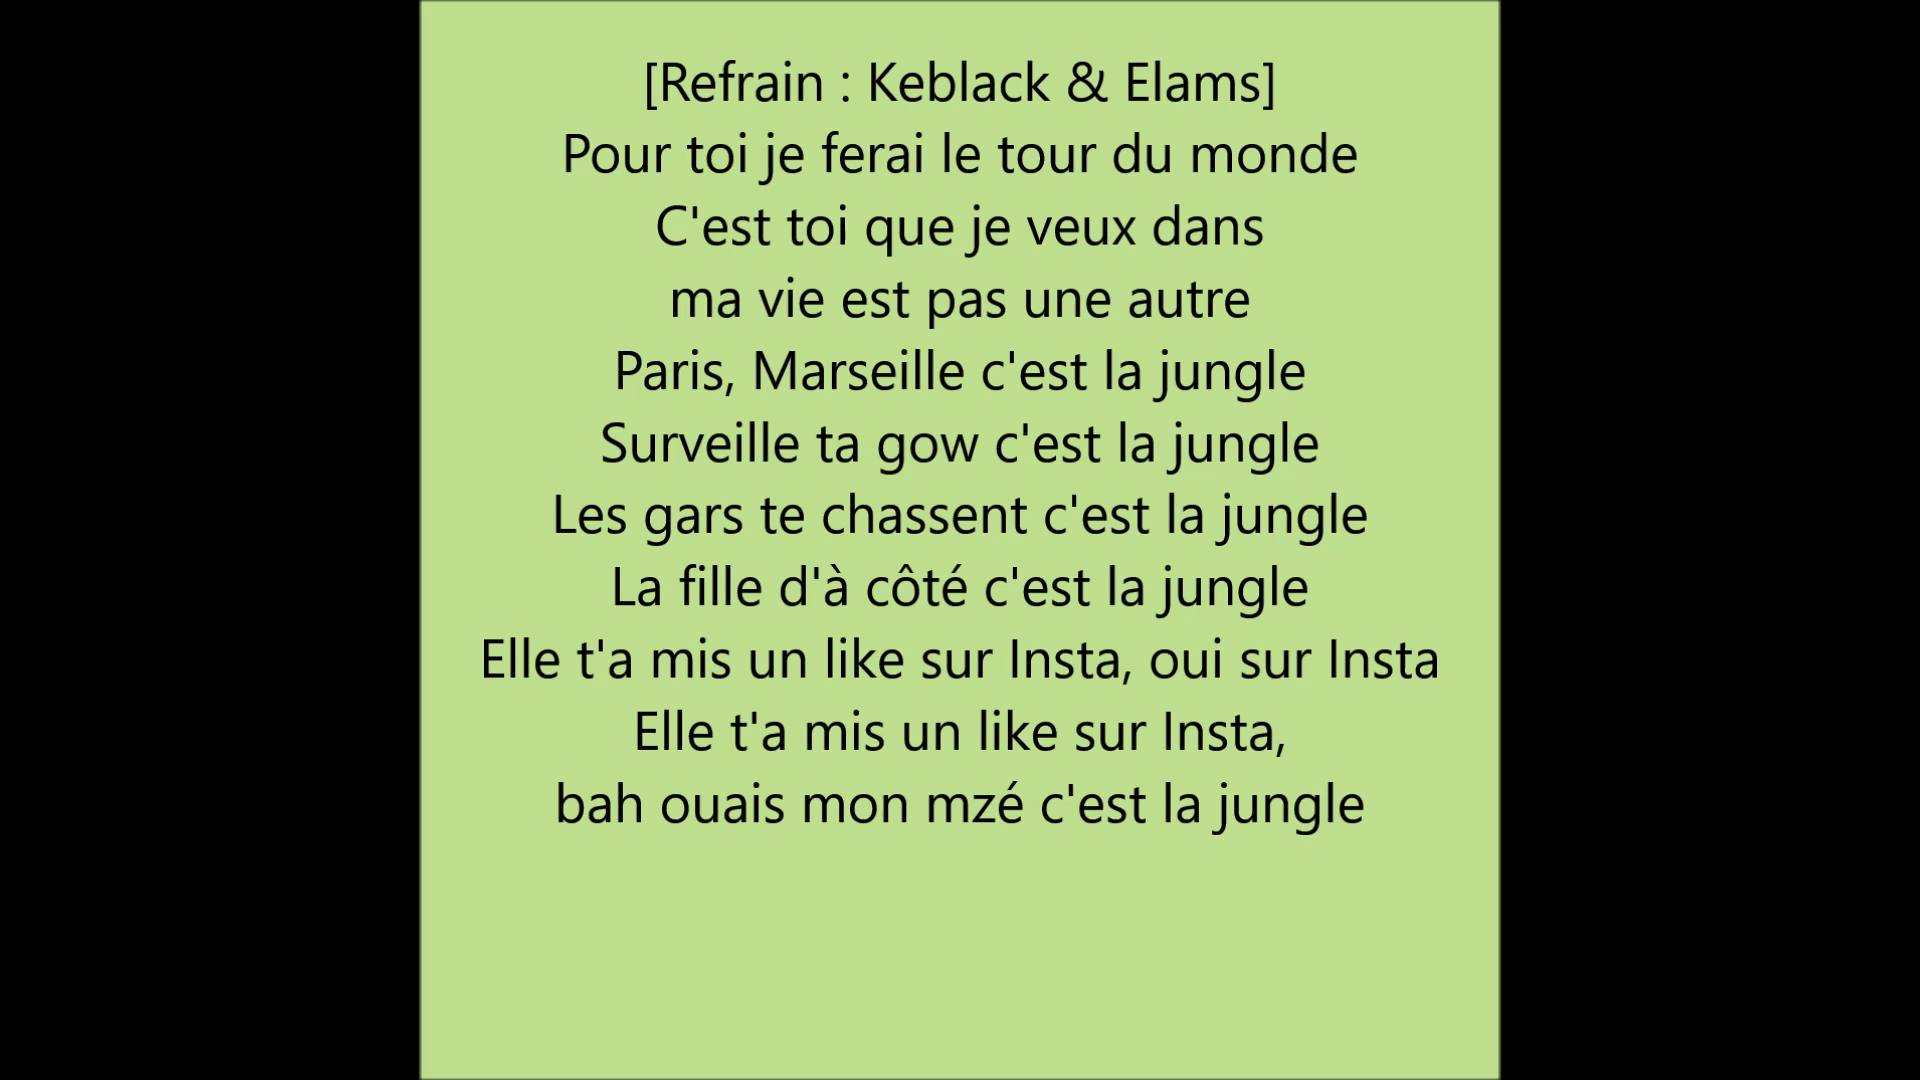 [Refrain : Keblack & Elams]
Pour toi je ferai le tour du monde
C'est toi que je veux dans
ma vie est pas une autre
Paris, Marseille c'est la jungle
Surveille ta gow c'est la jungle
Les gars te chassent c'est la jungle
La fille d'à côté c'est la jungle
Elle t'a mis un like sur Insta, oui sur Insta
Elle t'a mis un like sur Insta,
bah ouais mon mzé c'est la jungle